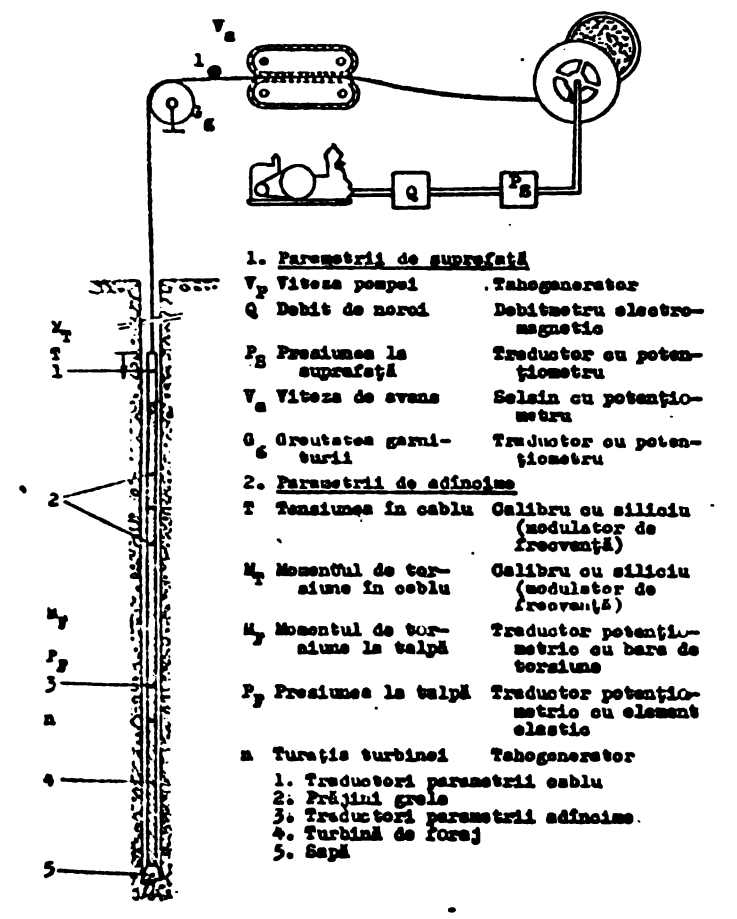 Va
1
Gg
Q
PS
1. Parametrii de suprafață
VP Viteza pompei Tahogenerator
Q Debit de noroi Debitmetru electro-
magnetic
PS Presiunea la Traductor cu poten-
suprafață țiometru
Va Viteza de avans Selsin cu potențio-
metru
Gg Greutatea garni- Traductor cu poten-
turii țiometru
2. Parametrii de adîncime
T Tensiunea în cablu Calibru cu siliciu
(modulator de
frecvență)
MT Momentul de tor- Calibru cu siliciu
siune în cablu (modulator de
frecvență)
MF Momentul de tor- Traductor potențio-
siune la talpă metric cu bara de
torsiune
PF Presiunea la talpă Traductor potențio-
metric cu element
elastic
n Turația turbinei Tahogenerator
1. Traductori parametrii cablu
2. Prăjini grele
3. Traductori parametrii adîncime
4. Turbină de foraj
5. Sapă
MT
T
1
2
MF
PF
3
n
4
5